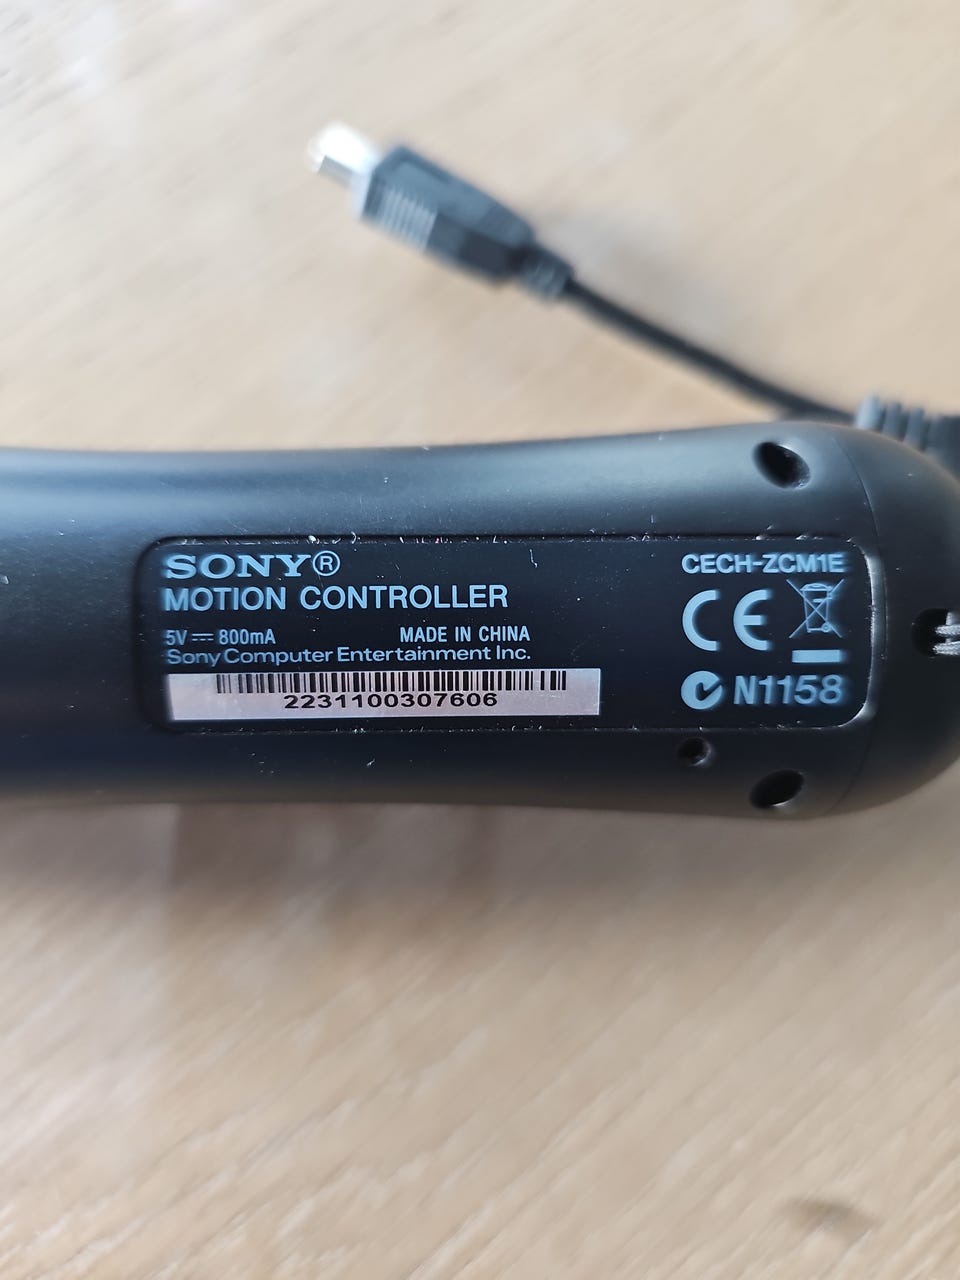 SONY®
MOTION CONTROLLER
5V ⎓ 800mA MADE IN CHINA
Sony Computer Entertainment Inc.
2231100307606
CECH-ZCM1E
CE
N1158